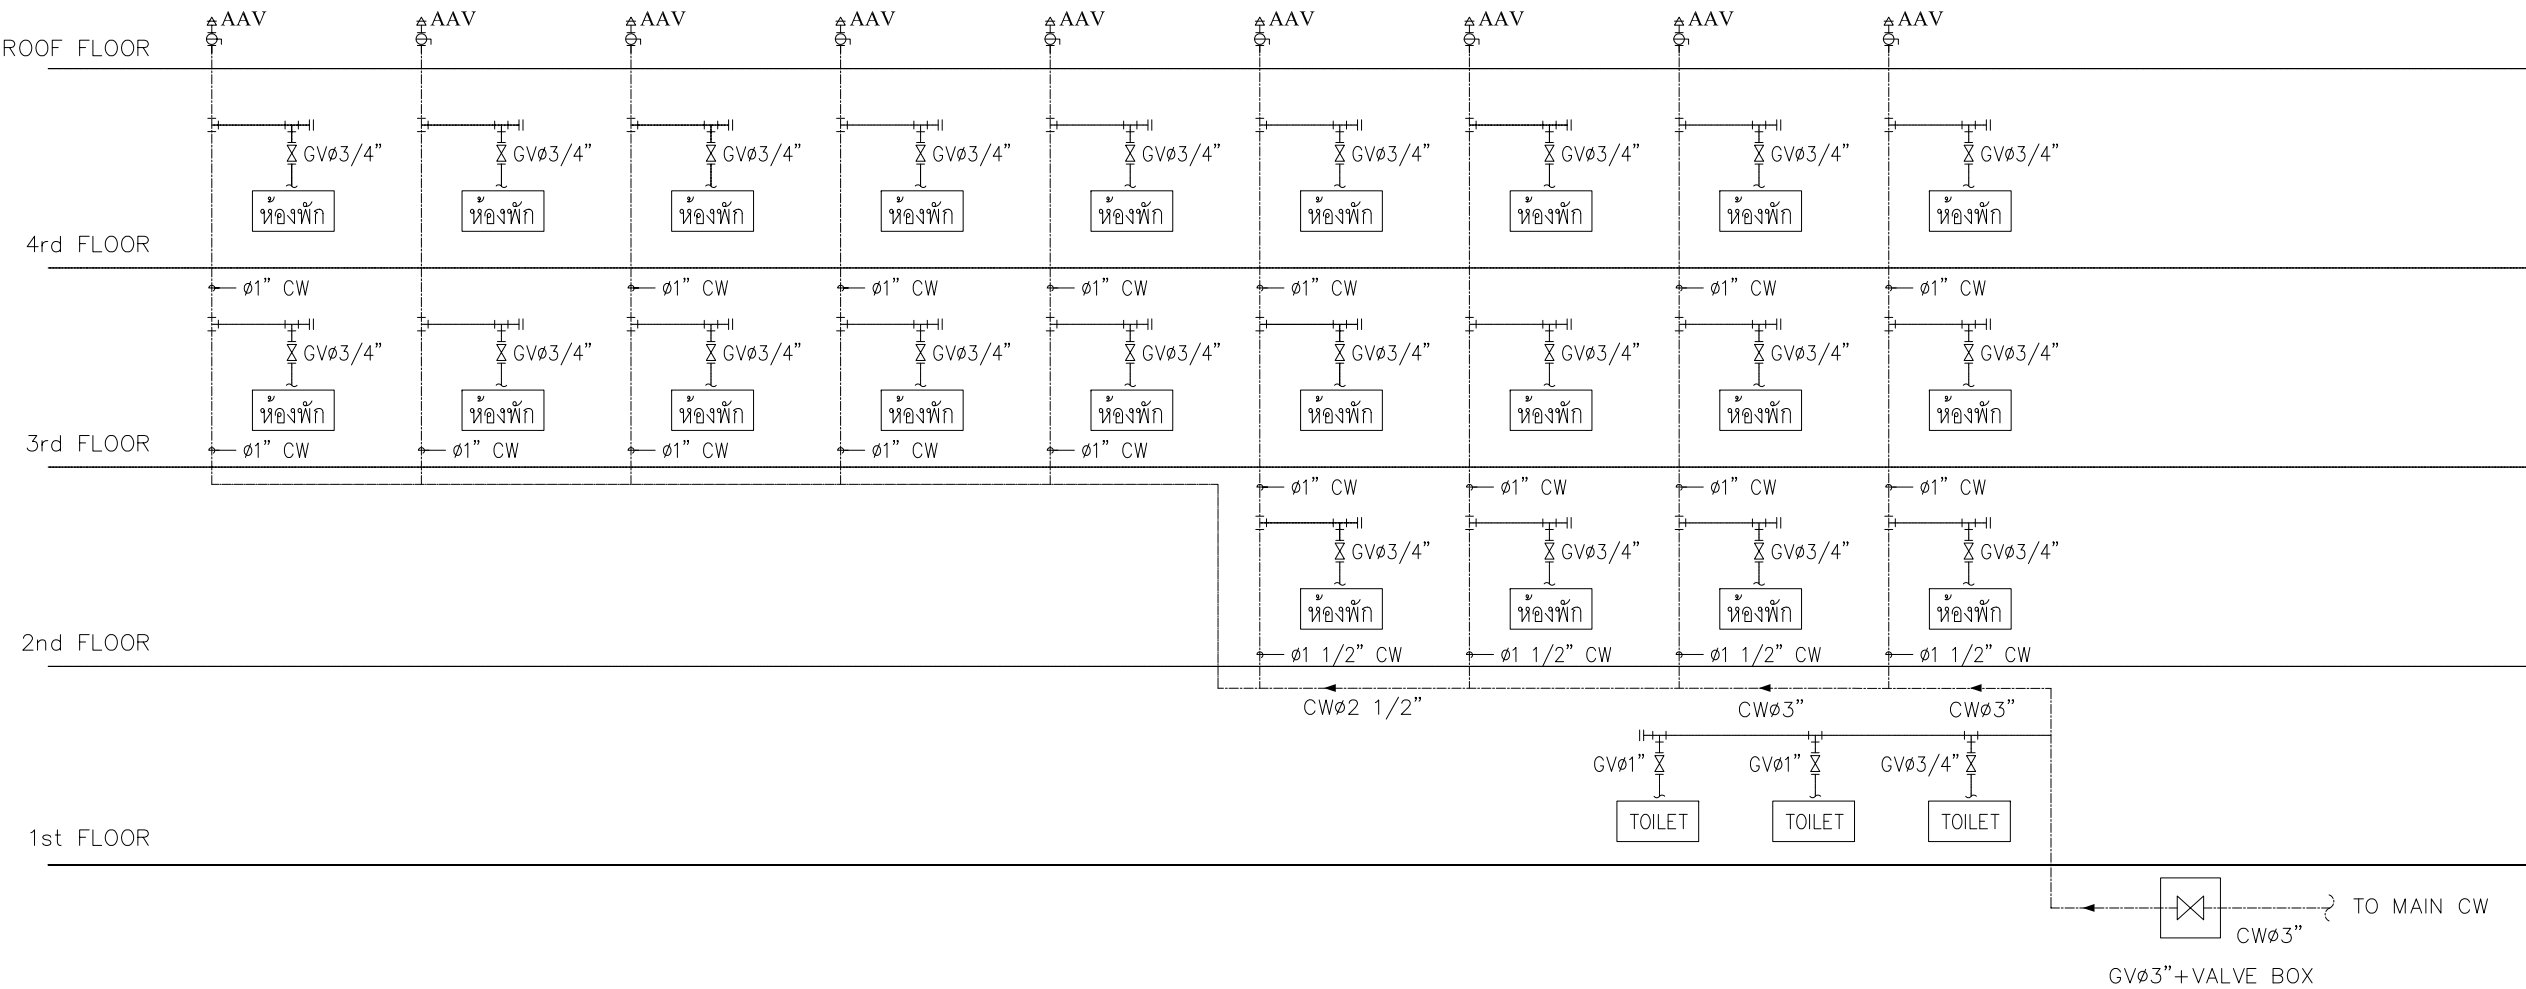 AAV AAV AAV AAV AAV AAV AAV AAV AAV
ROOF FLOOR
GVø3/4" GVø3/4" GVø3/4" GVø3/4" GVø3/4" GVø3/4" GVø3/4" GVø3/4" GVø3/4"
ห้องพัก ห้องพัก ห้องพัก ห้องพัก ห้องพัก ห้องพัก ห้องพัก ห้องพัก ห้องพัก
4rd FLOOR
ø1" CW ø1" CW ø1" CW ø1" CW ø1" CW ø1" CW ø1" CW
GVø3/4" GVø3/4" GVø3/4" GVø3/4" GVø3/4" GVø3/4" GVø3/4" GVø3/4" GVø3/4"
ห้องพัก ห้องพัก ห้องพัก ห้องพัก ห้องพัก ห้องพัก ห้องพัก ห้องพัก ห้องพัก
3rd FLOOR
ø1" CW ø1" CW ø1" CW ø1" CW ø1" CW
ø1" CW ø1" CW ø1" CW ø1" CW
GVø3/4" GVø3/4" GVø3/4" GVø3/4"
ห้องพัก ห้องพัก ห้องพัก ห้องพัก
2nd FLOOR
ø1 1/2" CW ø1 1/2" CW ø1 1/2" CW ø1 1/2" CW
CWø2 1/2" CWø3" CWø3"
GVø1" GVø1" GVø3/4"
TOILET TOILET TOILET
1st FLOOR
TO MAIN CW
CWø3"
GVø3"+VALVE BOX